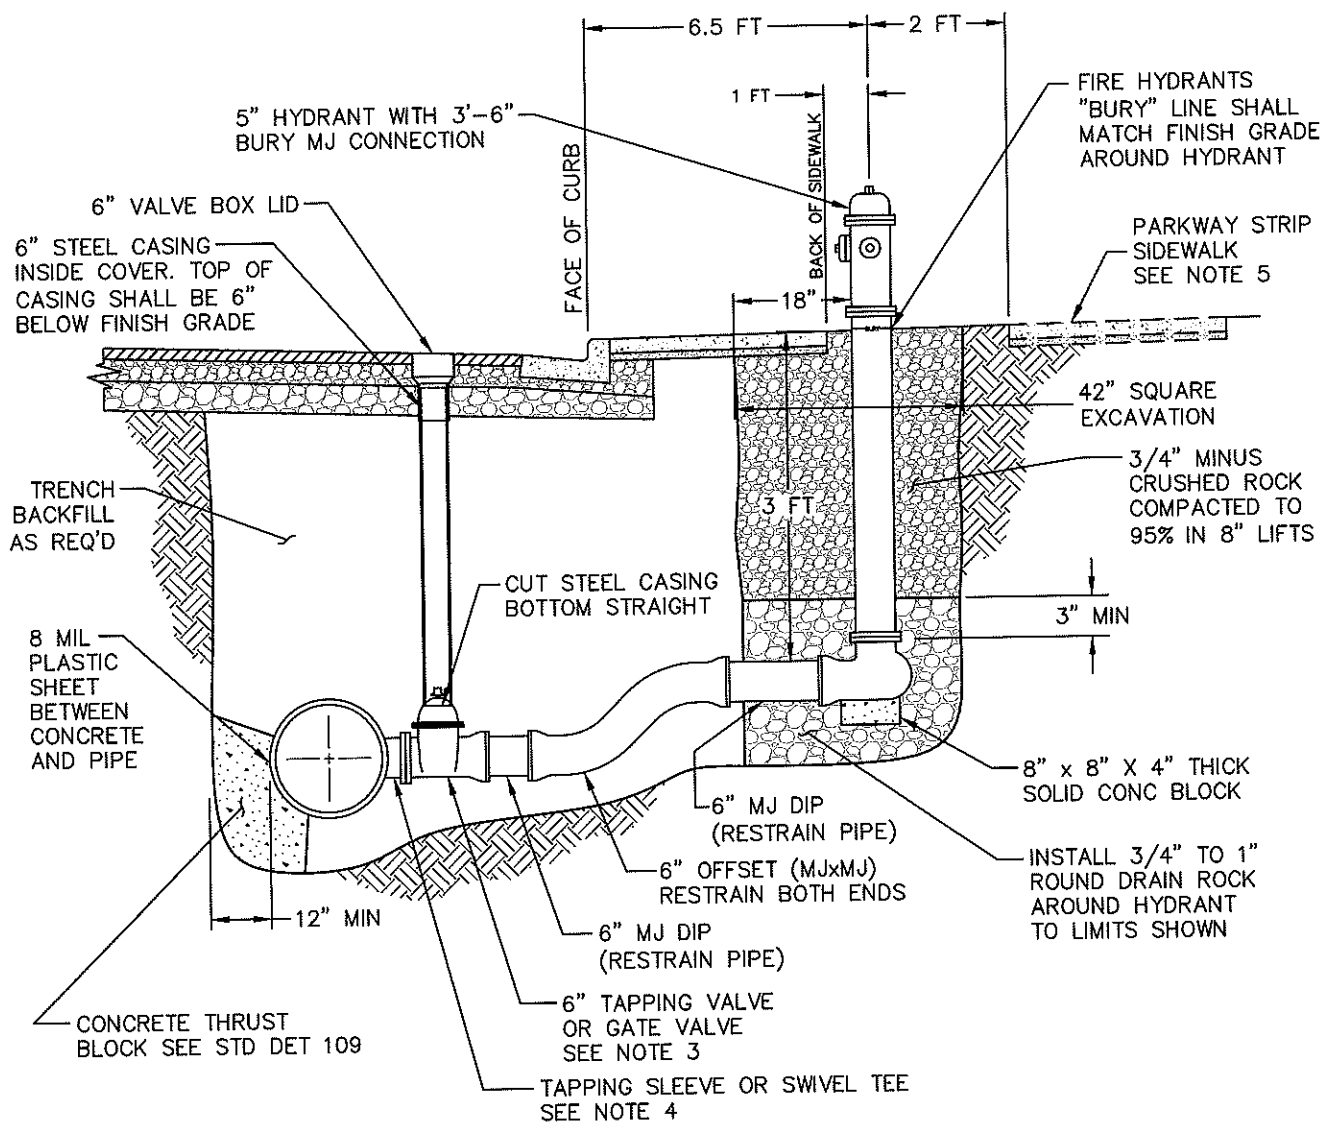 6.5 FT
2 FT
1 FT
FACE OF CURB
BACK OF SIDEWALK
5" HYDRANT WITH 3'-6"
BURY MJ CONNECTION
FIRE HYDRANTS
"BURY" LINE SHALL
MATCH FINISH GRADE
AROUND HYDRANT
6" VALVE BOX LID
6" STEEL CASING
INSIDE COVER. TOP OF
CASING SHALL BE 6"
BELOW FINISH GRADE
PARKWAY STRIP
SIDEWALK
SEE NOTE 5
18"
42" SQUARE
EXCAVATION
3/4" MINUS
CRUSHED ROCK
COMPACTED TO
95% IN 8" LIFTS
TRENCH
BACKFILL
AS REQ'D
3 FT
CUT STEEL CASING
BOTTOM STRAIGHT
3" MIN
8 MIL
PLASTIC
SHEET
BETWEEN
CONCRETE
AND PIPE
8" x 8" X 4" THICK
SOLID CONC BLOCK
6" MJ DIP
(RESTRAIN PIPE)
6" OFFSET (MJxMJ)
RESTRAIN BOTH ENDS
INSTALL 3/4" TO 1"
ROUND DRAIN ROCK
AROUND HYDRANT
TO LIMITS SHOWN
12" MIN
6" MJ DIP
(RESTRAIN PIPE)
6" TAPPING VALVE
OR GATE VALVE
SEE NOTE 3
CONCRETE THRUST
BLOCK SEE STD DET 109
TAPPING SLEEVE OR SWIVEL TEE
SEE NOTE 4